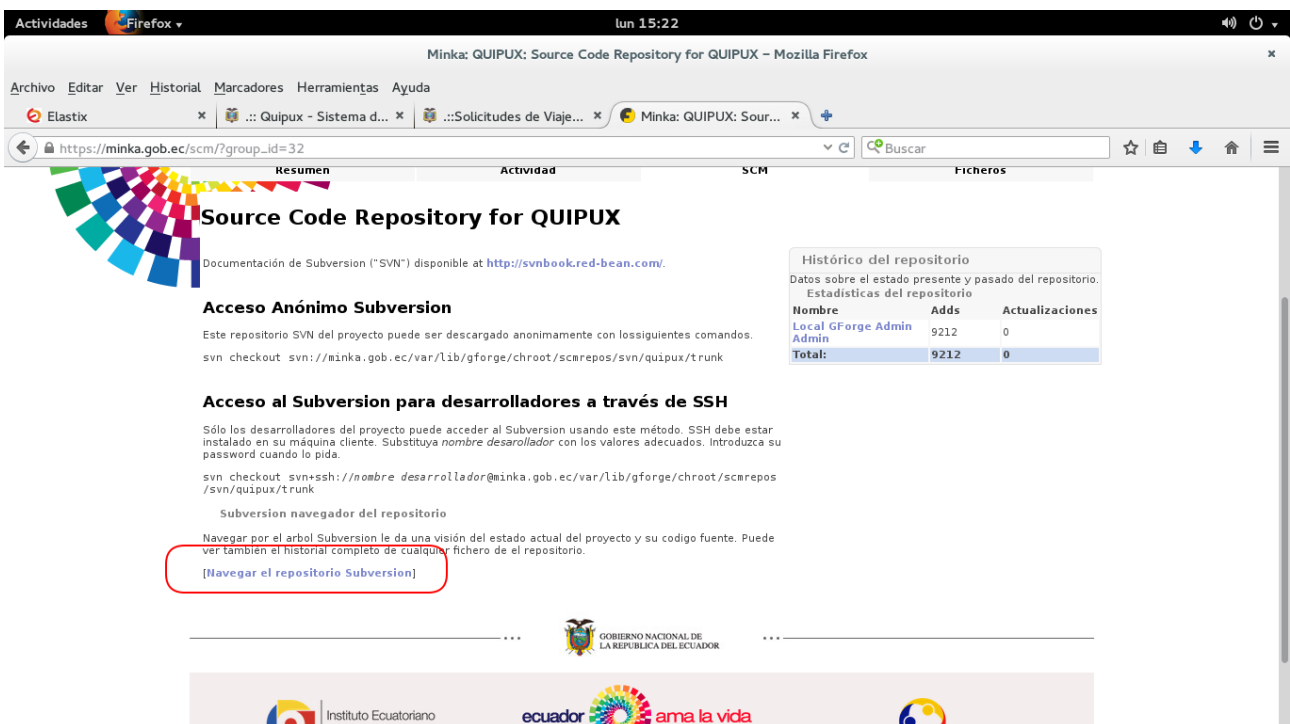 Actividades Firefox lun 15:22
Minka: QUIPUX: Source Code Repository for QUIPUX – Mozilla Firefox
Archivo Editar Ver Historial Marcadores Herramientas Ayuda
Elastix .:: Quipux - Sistema d... .::Solicitudes de Viaje... Minka: QUIPUX: Sour...
https://minka.gob.ec/scm/?group_id=32 Buscar
Resumen Actividad SCM Ficheros
Source Code Repository for QUIPUX
Documentación de Subversion ("SVN") disponible at http://svnbook.red-bean.com/.
Acceso Anónimo Subversion
Este repositorio SVN del proyecto puede ser descargado anonimamente con lossiguientes comandos.
svn checkout svn://minka.gob.ec/var/lib/gforge/chroot/scmrepos/svn/quipux/trunk
Acceso al Subversion para desarrolladores a través de SSH
Sólo los desarrolladores del proyecto puede acceder al Subversion usando este método. SSH debe estar
instalado en su máquina cliente. Substituya nombre desarollador con los valores adecuados. Introduzca su
password cuando lo pida.
svn checkout svn+ssh://nombre desarrollador@minka.gob.ec/var/lib/gforge/chroot/scmrepos
/svn/quipux/trunk
Subversion navegador del repositorio
Navegar por el arbol Subversion le da una visión del estado actual del proyecto y su codigo fuente. Puede
ver también el historial completo de cualquier fichero de el repositorio.
[Navegar el repositorio Subversion]
Histórico del repositorio
Datos sobre el estado presente y pasado del repositorio.
Estadísticas del repositorio
Nombre Adds Actualizaciones
Local GForge Admin
Admin 9212 0
Total: 9212 0
GOBIERNO NACIONAL DE
LA REPUBLICA DEL ECUADOR
Instituto Ecuatoriano
ecuador ama la vida